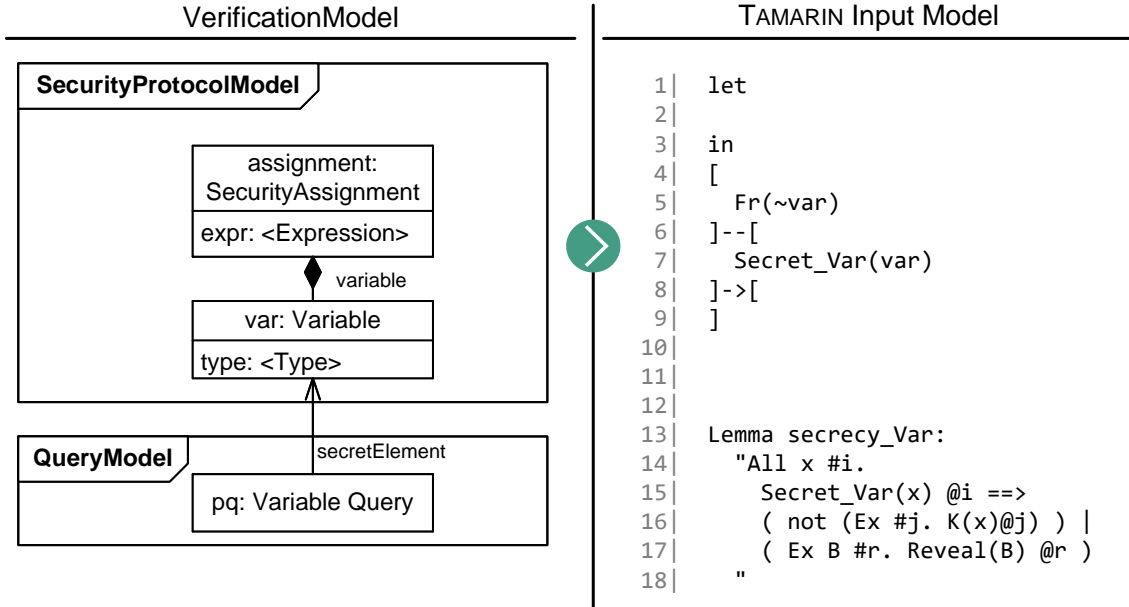 VerificationModel
SecurityProtocolModel
assignment:
SecurityAssignment
expr: <Expression>
variable
var: Variable
type: <Type>
QueryModel
secretElement
pq: Variable Query
TAMARIN Input Model
1| let
2|
3| in
4| [
5|   Fr(~var)
6| ]--[
7|   Secret_Var(var)
8| ]->[
9| ]
10|
11|
12|
13| Lemma secrecy_Var:
14|   "All x #i.
15|     Secret_Var(x) @i ==>
16|     ( not (Ex #j. K(x)@j) ) |
17|     ( Ex B #r. Reveal(B) @r )
18|   "